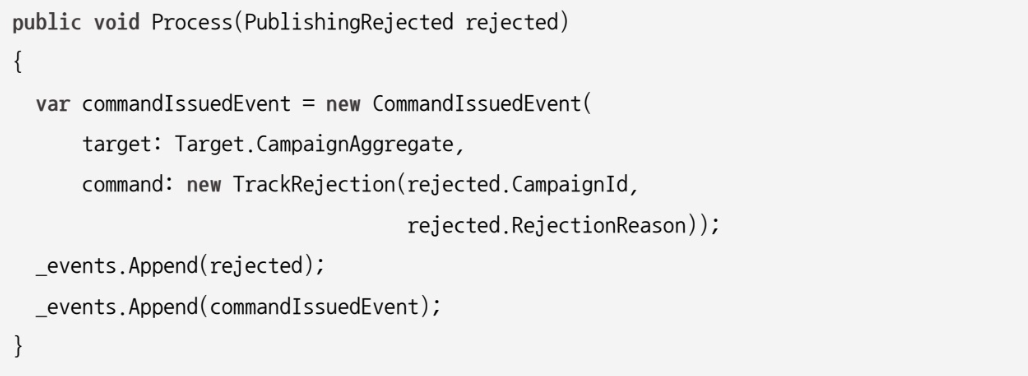 public void Process(PublishingRejected rejected)
{
  var commandIssuedEvent = new CommandIssuedEvent(
      target: Target.CampaignAggregate,
      command: new TrackRejection(rejected.CampaignId,
                                  rejected.RejectionReason));
  _events.Append(rejected);
  _events.Append(commandIssuedEvent);
}